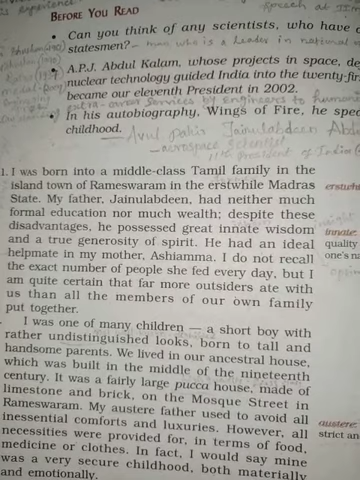 BEFORE YOU READ
• Can you think of any scientists, who have
statesmen? - man who is a leader in national
• A.P.J. Abdul Kalam, whose projects in space,
nuclear technology guided India into the
became our eleventh President in 2002.
services by engineers to
• In his autobiography, Wings of Fire, he
childhood.
Avul Pakir Jainulabdeen
- aerospace scientist
11th President of India
1. I was born into a middle-class Tamil family in the
island town of Rameswaram in the erstwhile Madras
State. My father, Jainulabdeen, had neither much
formal education nor much wealth; despite these
disadvantages, he possessed great innate wisdom
innate:
and a true generosity of spirit. He had an ideal
quality
helpmate in my mother, Ashiamma. I do not recall
one's
the exact number of people she fed every day, but I
am quite certain that far more outsiders ate with
us than all the members of our own family
put together.
I was one of many children — a short boy with
rather undistinguished looks, born to tall and
handsome parents. We lived in our ancestral house,
which was built in the middle of the nineteenth
century. It was a fairly large pucca house, made of
limestone and brick, on the Mosque Street in
Rameswaram. My austere father used to avoid all
austere:
inessential comforts and luxuries. However, all
strict
necessities were provided for, in terms of food,
medicine or clothes. In fact, I would say mine
was a very secure childhood, both materially
and emotionally.